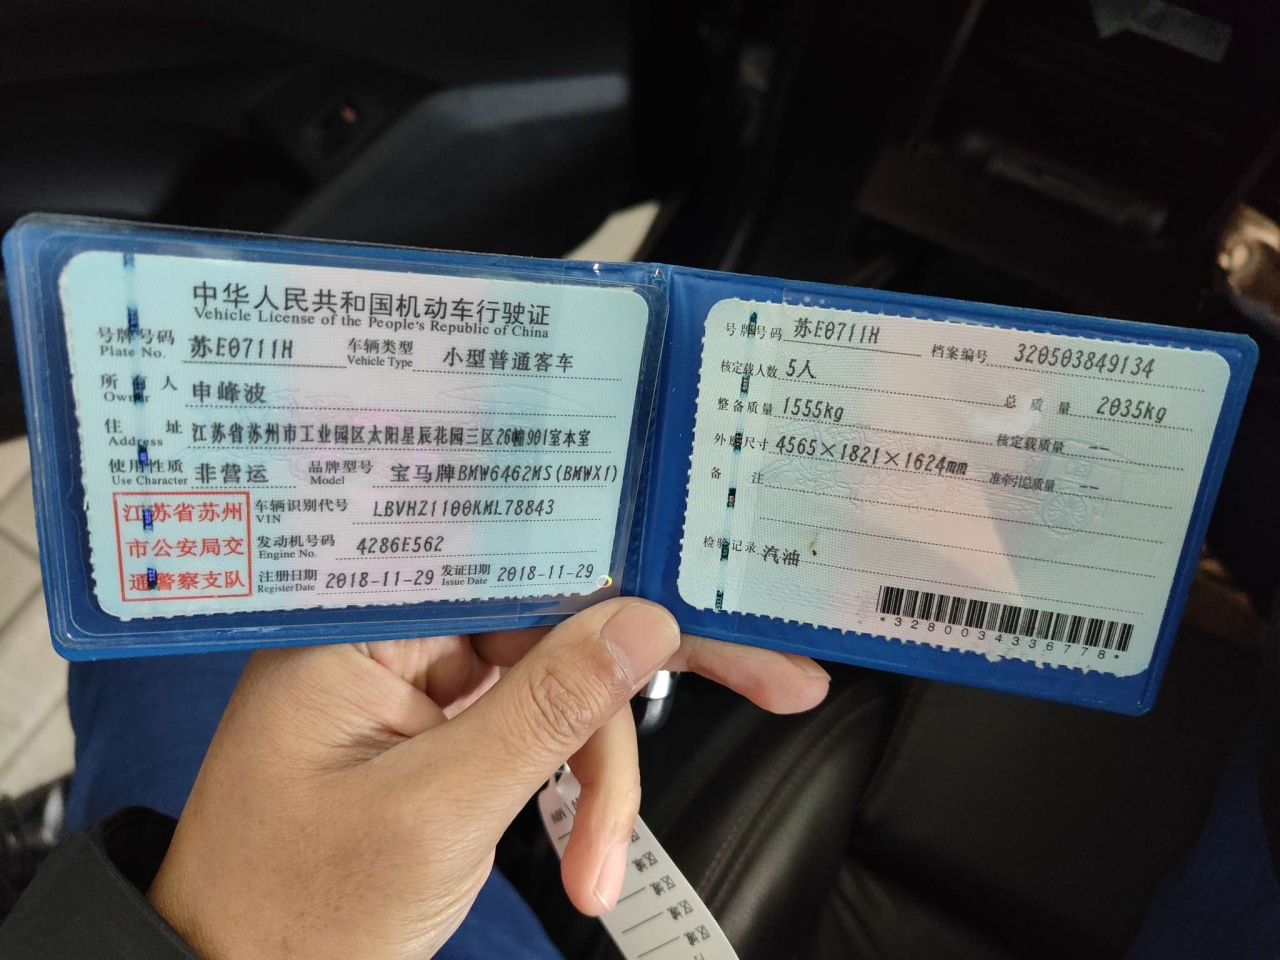 中华人民共和国机动车行驶证
Vehicle License of the People's Republic of China
号牌号码 苏E0711H 车辆类型 小型普通客车
Plate No. Vehicle Type
所有人 申峰波
Owner
住址 江苏省苏州市工业园区太阳星辰花园三区26幢901室本室
Address
使用性质 非营运 品牌型号 宝马牌BMW6462MS(BMWX1)
Use Character Model
江苏省苏州
市公安局交
通警察支队
车辆识别代号 LBVHZ1100KML78843
VIN
发动机号码 4286E562
Engine No.
注册日期 2018-11-29 发证日期 2018-11-29
Register Date Issue Date
号牌号码 苏E0711H 档案编号 320503849134
核定载人数 5人 总质量 2035kg
整备质量 1555kg 核定载质量 --
外廓尺寸 4565×1821×1624mm 准牵引总质量 --
备注
检验记录 汽油
*3280034336778*
区域
区域
区域
区域